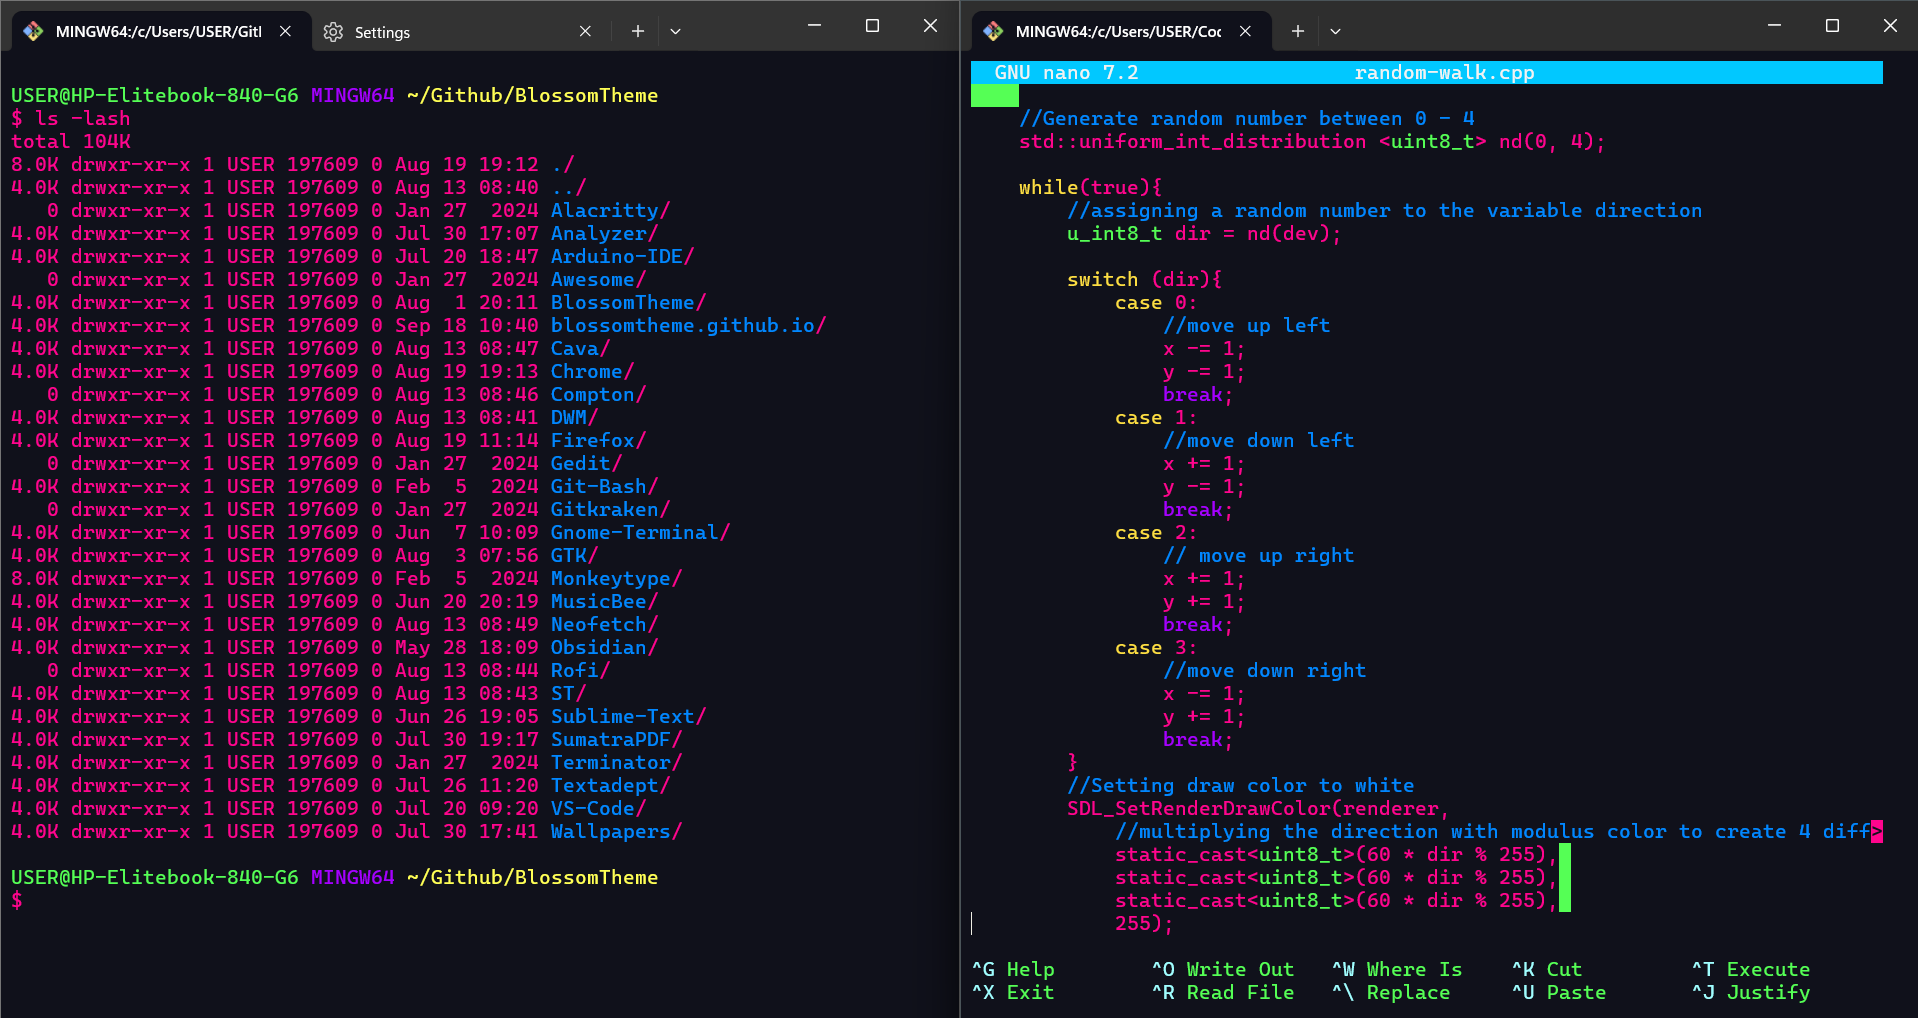 MINGW64:/c/Users/USER/Gitl
Settings
USER@HP-Elitebook-840-G6 MINGW64 ~/Github/BlossomTheme
$ ls -lash
total 104K
8.0K drwxr-xr-x 1 USER 197609 0 Aug 19 19:12 ./
4.0K drwxr-xr-x 1 USER 197609 0 Aug 13 08:40 ../
0 drwxr-xr-x 1 USER 197609 0 Jan 27  2024 Alacritty/
4.0K drwxr-xr-x 1 USER 197609 0 Jul 30 17:07 Analyzer/
4.0K drwxr-xr-x 1 USER 197609 0 Jul 20 18:47 Arduino-IDE/
0 drwxr-xr-x 1 USER 197609 0 Jan 27  2024 Awesome/
4.0K drwxr-xr-x 1 USER 197609 0 Aug  1 20:11 BlossomTheme/
4.0K drwxr-xr-x 1 USER 197609 0 Sep 18 10:40 blossomtheme.github.io/
4.0K drwxr-xr-x 1 USER 197609 0 Aug 13 08:47 Cava/
4.0K drwxr-xr-x 1 USER 197609 0 Aug 19 19:13 Chrome/
0 drwxr-xr-x 1 USER 197609 0 Aug 13 08:46 Compton/
4.0K drwxr-xr-x 1 USER 197609 0 Aug 13 08:41 DWM/
4.0K drwxr-xr-x 1 USER 197609 0 Aug 19 11:14 Firefox/
0 drwxr-xr-x 1 USER 197609 0 Jan 27  2024 Gedit/
4.0K drwxr-xr-x 1 USER 197609 0 Feb  5  2024 Git-Bash/
0 drwxr-xr-x 1 USER 197609 0 Jan 27  2024 Gitkraken/
4.0K drwxr-xr-x 1 USER 197609 0 Jun  7 10:09 Gnome-Terminal/
4.0K drwxr-xr-x 1 USER 197609 0 Aug  3 07:56 GTK/
8.0K drwxr-xr-x 1 USER 197609 0 Feb  5  2024 Monkeytype/
4.0K drwxr-xr-x 1 USER 197609 0 Jun 20 20:19 MusicBee/
4.0K drwxr-xr-x 1 USER 197609 0 Aug 13 08:49 Neofetch/
4.0K drwxr-xr-x 1 USER 197609 0 May 28 18:09 Obsidian/
0 drwxr-xr-x 1 USER 197609 0 Aug 13 08:44 Rofi/
4.0K drwxr-xr-x 1 USER 197609 0 Aug 13 08:43 ST/
4.0K drwxr-xr-x 1 USER 197609 0 Jun 26 19:05 Sublime-Text/
4.0K drwxr-xr-x 1 USER 197609 0 Jul 30 19:17 SumatraPDF/
4.0K drwxr-xr-x 1 USER 197609 0 Jan 27  2024 Terminator/
4.0K drwxr-xr-x 1 USER 197609 0 Jul 26 11:20 Textadept/
4.0K drwxr-xr-x 1 USER 197609 0 Jul 20 09:20 VS-Code/
4.0K drwxr-xr-x 1 USER 197609 0 Jul 30 17:41 Wallpapers/
USER@HP-Elitebook-840-G6 MINGW64 ~/Github/BlossomTheme
$
MINGW64:/c/Users/USER/Coc
GNU nano 7.2 random-walk.cpp
//Generate random number between 0 - 4
std::uniform_int_distribution <uint8_t> nd(0, 4);
while(true){
//assigning a random number to the variable direction
u_int8_t dir = nd(dev);
switch (dir){
case 0:
//move up left
x -= 1;
y -= 1;
break;
case 1:
//move down left
x += 1;
y -= 1;
break;
case 2:
// move up right
x += 1;
y += 1;
break;
case 3:
//move down right
x -= 1;
y += 1;
break;
}
//Setting draw color to white
SDL_SetRenderDrawColor(renderer,
//multiplying the direction with modulus color to create 4 diff>
static_cast<uint8_t>(60 * dir % 255),
static_cast<uint8_t>(60 * dir % 255),
static_cast<uint8_t>(60 * dir % 255),
255);
^G Help ^O Write Out ^W Where Is ^K Cut ^T Execute
^X Exit ^R Read File ^\ Replace ^U Paste ^J Justify